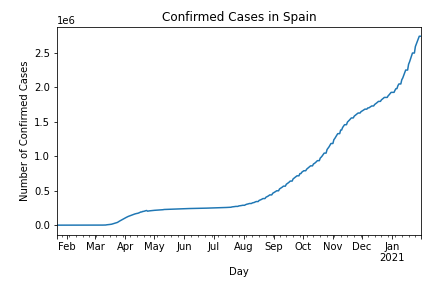 Confirmed Cases in Spain
1e6
2.5
2.0
1.5
1.0
0.5
0.0
Number of Confirmed Cases
Feb Mar Apr May Jun Jul Aug Sep Oct Nov Dec Jan
2021
Day